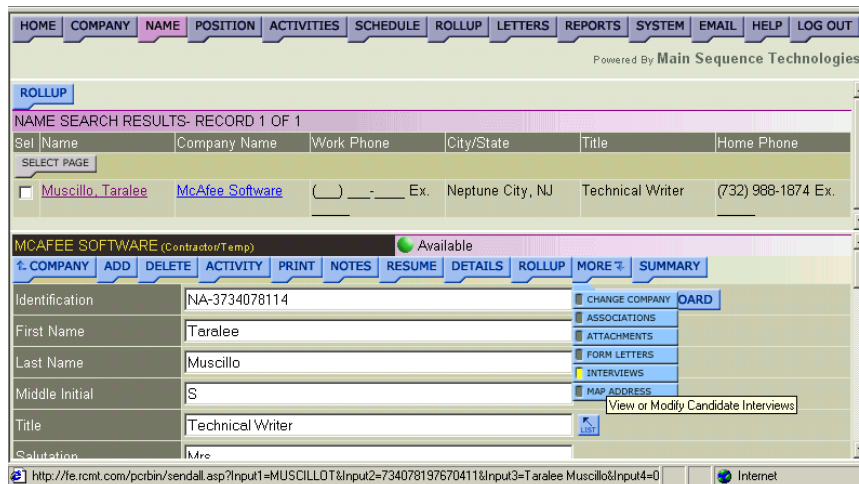 HOME COMPANY NAME POSITION ACTIVITIES SCHEDULE ROLLUP LETTERS REPORTS SYSTEM EMAIL HELP LOG OUT
Powered By Main Sequence Technologies
ROLLUP
NAME SEARCH RESULTS- RECORD 1 OF 1
Sel Name Company Name Work Phone City/State Title Home Phone
SELECT PAGE
Muscillo, Taralee McAfee Software (__) ___-____ Ex. Neptune City, NJ Technical Writer (732) 988-1874 Ex.
_____ _____
MCAFEE SOFTWARE (Contractor/Temp) Available
COMPANY ADD DELETE ACTIVITY PRINT NOTES RESUME DETAILS ROLLUP MORE SUMMARY
Identification NA-3734078114 CHANGE COMPANY OARD
ASSOCIATIONS
First Name Taralee ATTACHMENTS
FORM LETTERS
Last Name Muscillo INTERVIEWS
Middle Initial S MAP ADDRESS
View or Modify Candidate Interviews
Title Technical Writer LIST
Salutation Mrs
http://fe.rcmt.com/pcrbin/sendall.asp?Input1=MUSCILLOT&Input2=734078197670411&Input3=Taralee Muscillo&Input4=0 Internet